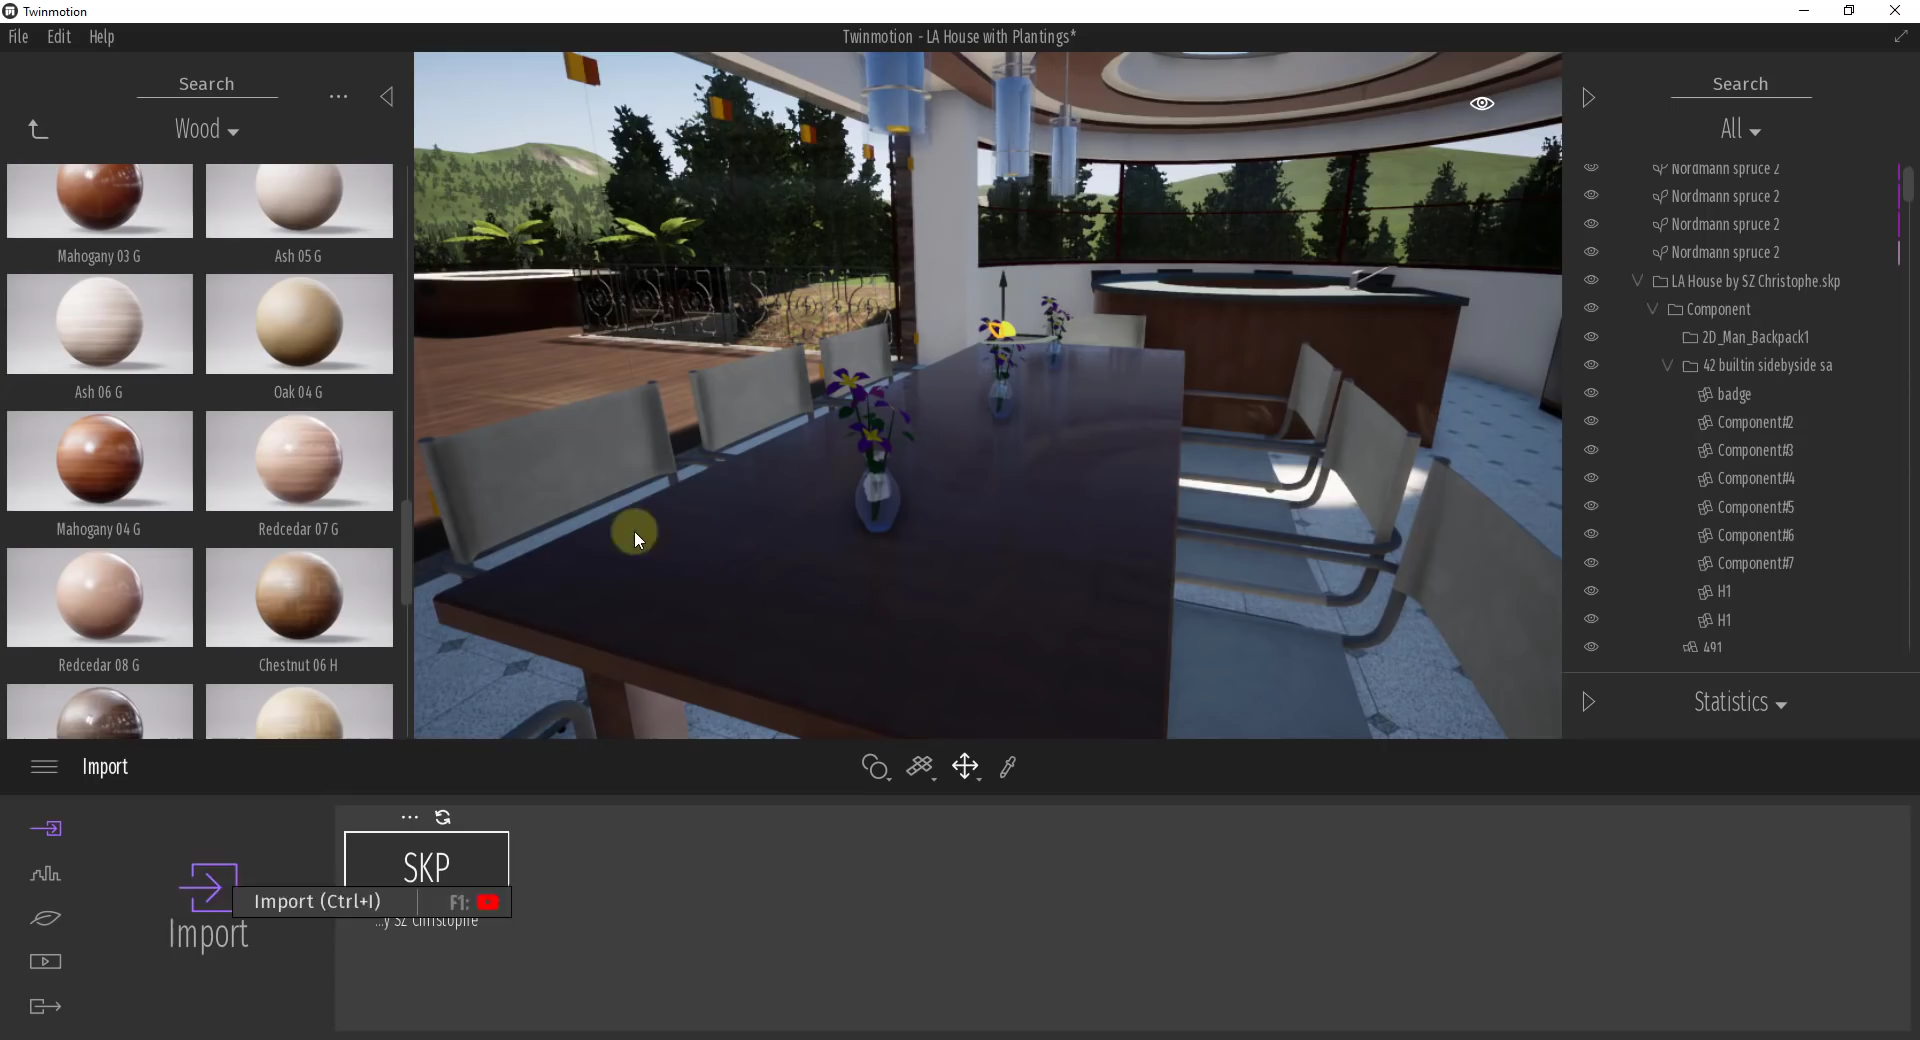 Twinmotion
File Edit Help
Twinmotion - LA House with Plantings*
Search
Wood
Mahogany 03 G
Ash 05 G
Ash 06 G
Oak 04 G
Mahogany 04 G
Redcedar 07 G
Redcedar 08 G
Chestnut 06 H
Search
All
Nordmann spruce 2
Nordmann spruce 2
Nordmann spruce 2
Nordmann spruce 2
LA House by SZ Christophe.skp
Component
2D_Man_Backpack1
42 builtin sidebyside sa
badge
Component#2
Component#3
Component#4
Component#5
Component#6
Component#7
H1
H1
491
Statistics
Import
Import
SKP
Import (Ctrl+I) F1:
...y SZ Christophe